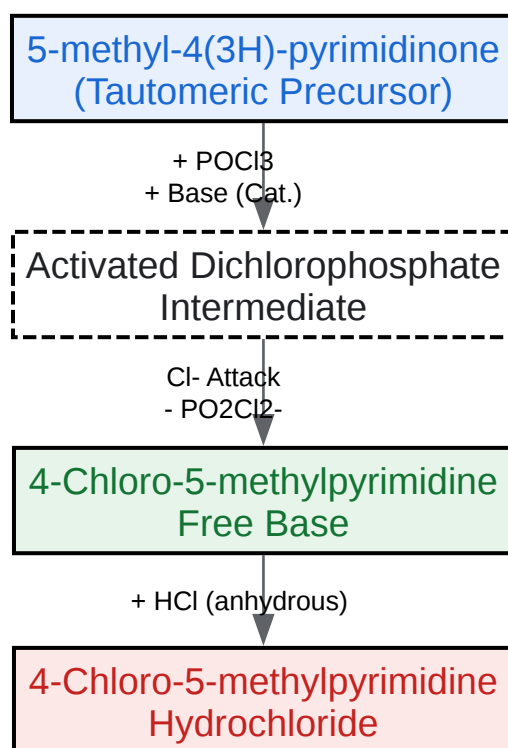 5-methyl-4(3H)-pyrimidinone
(Tautomeric Precursor)
+ POCl3
+ Base (Cat.)
Activated Dichlorophosphate
Intermediate
Cl- Attack
- PO2Cl2-
4-Chloro-5-methylpyrimidine
Free Base
+ HCl (anhydrous)
4-Chloro-5-methylpyrimidine
Hydrochloride